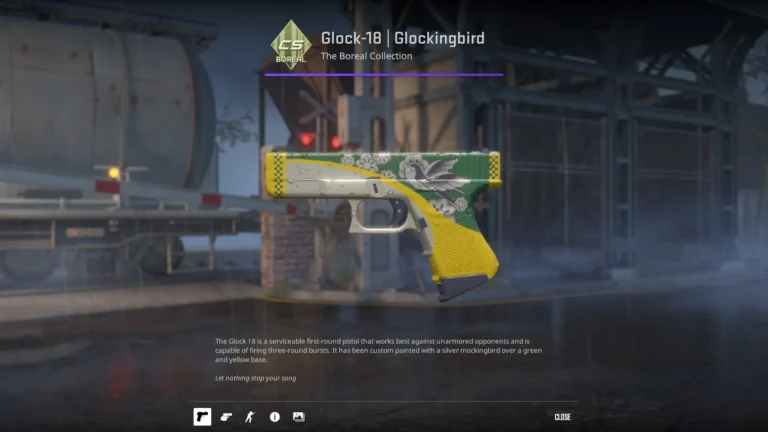 CS
BOREAL
Glock-18 | Glockingbird
The Boreal Collection
The Glock 18 is a serviceable first-round pistol that works best against unarmored opponents and is
capable of firing three-round bursts. It has been custom painted with a silver mockingbird over a green
and yellow base.
Let nothing stop your song
CLOSE